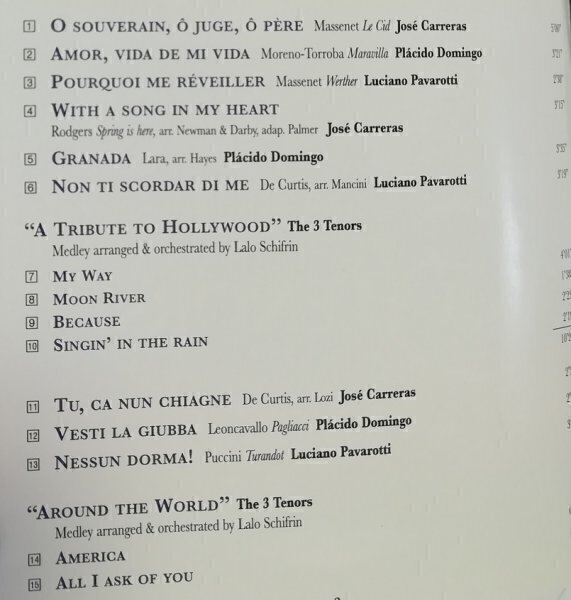 1 O SOUVERAIN, Ô JUGE, Ô PÈRE Massenet Le Cid José Carreras 5'00"
2 AMOR, VIDA DE MI VIDA Moreno-Torroba Maravilla Plácido Domingo
3 POURQUOI ME RÉVEILLER Massenet Werther Luciano Pavarotti
4 WITH A SONG IN MY HEART
Rodgers Spring is here, arr. Newman & Darby, adap. Palmer José Carreras
5 GRANADA Lara, arr. Hayes Plácido Domingo
6 NON TI SCORDAR DI ME De Curtis, arr. Mancini Luciano Pavarotti
"A TRIBUTE TO HOLLYWOOD" The 3 Tenors
Medley arranged & orchestrated by Lalo Schifrin
7 MY WAY
8 MOON RIVER
9 BECAUSE
10 SINGIN' IN THE RAIN
11 TU, CA NUN CHIAGNE De Curtis, arr. Lozi José Carreras
12 VESTI LA GIUBBA Leoncavallo Pagliacci Plácido Domingo
13 NESSUN DORMA! Puccini Turandot Luciano Pavarotti
"AROUND THE WORLD" The 3 Tenors
Medley arranged & orchestrated by Lalo Schifrin
14 AMERICA
15 ALL I ASK OF YOU